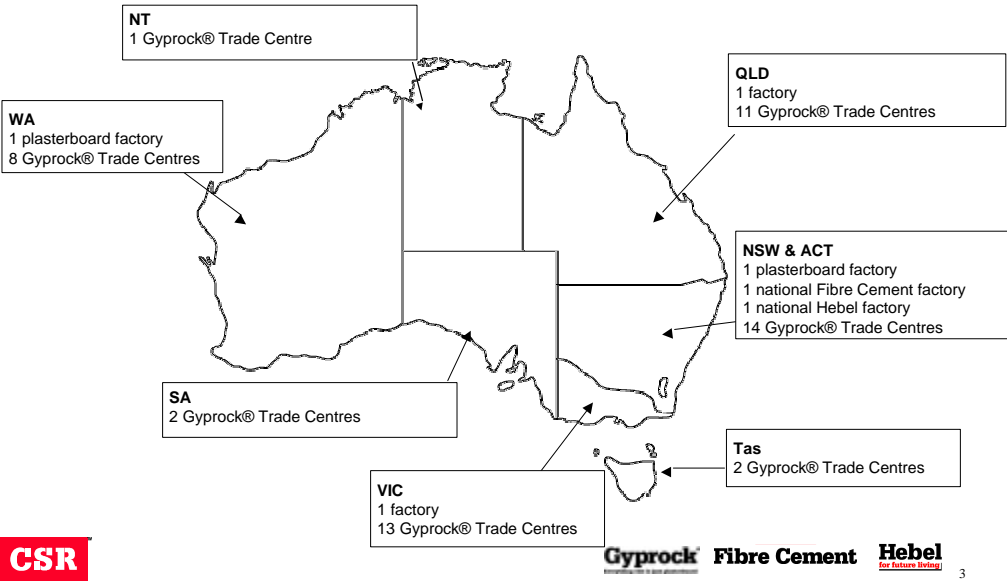 NT
1 Gyprock® Trade Centre
QLD
1 factory
11 Gyprock® Trade Centres
WA
1 plasterboard factory
8 Gyprock® Trade Centres
NSW & ACT
1 plasterboard factory
1 national Fibre Cement factory
1 national Hebel factory
14 Gyprock® Trade Centres
SA
2 Gyprock® Trade Centres
Tas
2 Gyprock® Trade Centres
VIC
1 factory
13 Gyprock® Trade Centres
CSR
Gyprock
Fibre Cement
Hebel
for future living
3